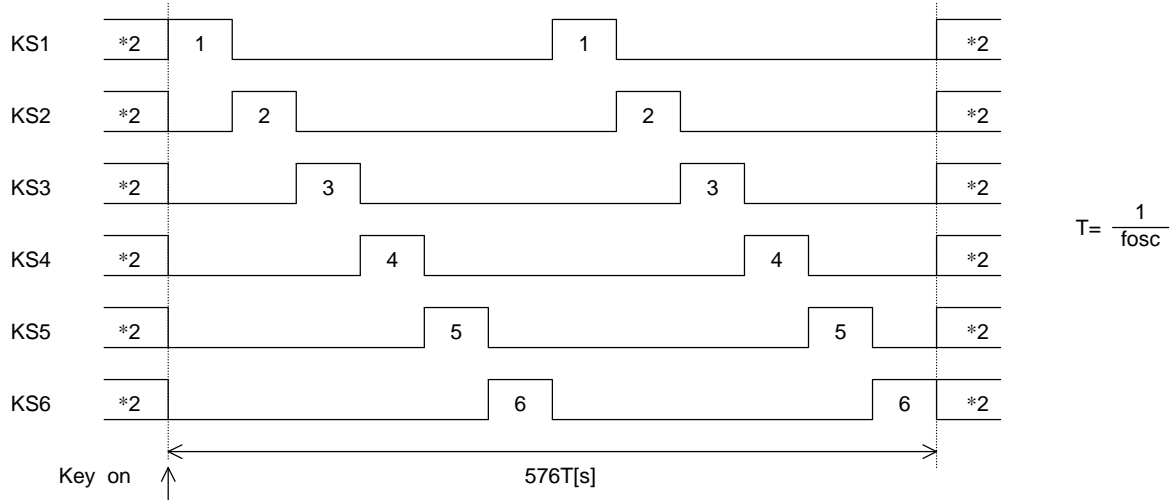 KS1 *2 1 1 *2
KS2 *2 2 2 *2
KS3 *2 3 3 *2
T= 1
fosc
KS4 *2 4 4 *2
KS5 *2 5 5 *2
KS6 *2 6 6 *2
Key on 576T[s]